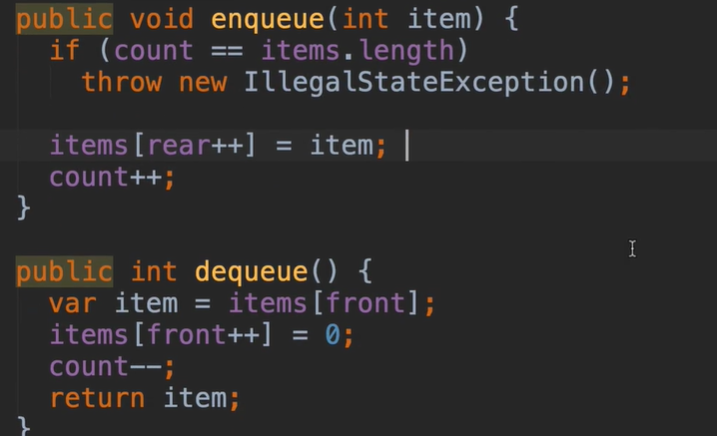 public void enqueue(int item) {
if (count == items.length)
throw new IllegalStateException();
items[rear++] = item;
count++;
}
public int dequeue() {
var item = items[front];
items[front++] = 0;
count--;
return item;
}